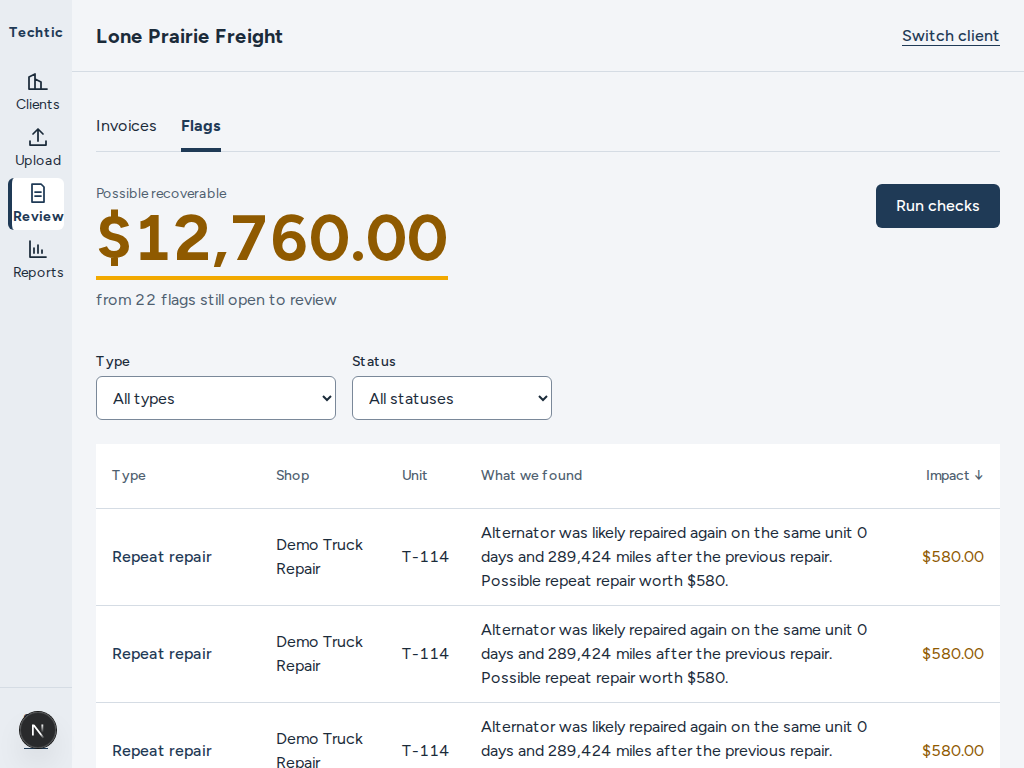 Techtic
Lone Prairie Freight
Switch client
Clients
Upload
Review
Reports
N
Invoices
Flags
Possible recoverable
$12,760.00
from 22 flags still open to review
Run checks
Type
Status
All types
All statuses
Type
Shop
Unit
What we found
Impact ↓
Repeat repair
Demo Truck
Repair
T-114
Alternator was likely repaired again on the same unit 0
days and 289,424 miles after the previous repair.
Possible repeat repair worth $580.
$580.00
Repeat repair
Demo Truck
Repair
T-114
Alternator was likely repaired again on the same unit 0
days and 289,424 miles after the previous repair.
Possible repeat repair worth $580.
$580.00
Repeat repair
Demo Truck
Repair
T-114
Alternator was likely repaired again on the same unit 0
days and 289,424 miles after the previous repair.
$580.00